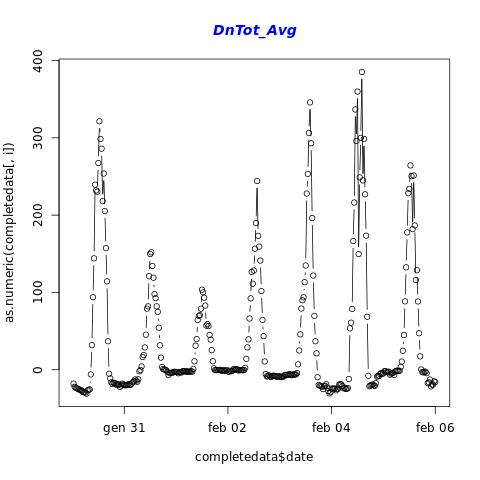 DnTot_Avg
as.numeric(completedata[, i])
400
300
200
100
0
gen 31
feb 02
feb 04
feb 06
completedata$date